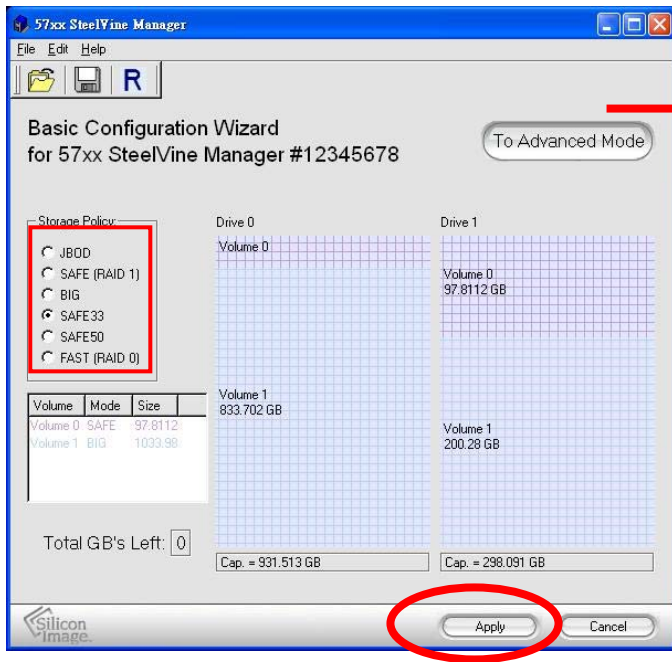 57xx SteelVine Manager
File Edit Help
R
Basic Configuration Wizard
for 57xx SteelVine Manager #12345678
To Advanced Mode
Storage Policy:
JBOD
SAFE (RAID 1)
BIG
SAFE33
SAFE50
FAST (RAID 0)
Volume Mode Size
Volume 0 SAFE 97.8112
Volume 1 BIG 1033.98
Total GB's Left: 0
Drive 0
Volume 0
Volume 1
833.702 GB
Cap. = 931.513 GB
Drive 1
Volume 0
97.8112 GB
Volume 1
200.28 GB
Cap. = 298.091 GB
Silicon
Image.
Apply
Cancel